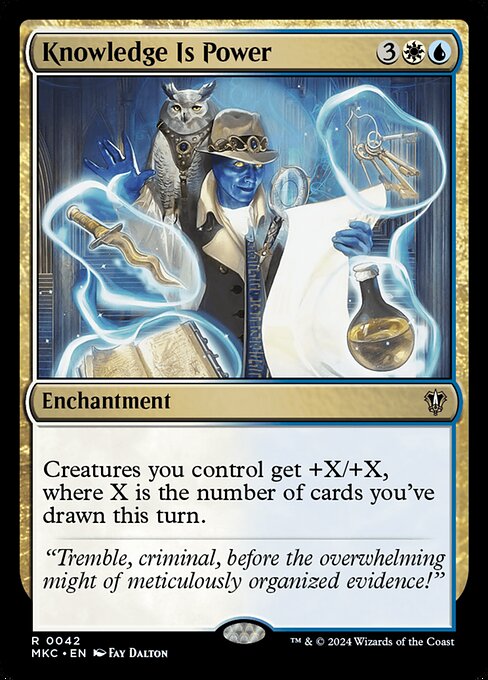 Knowledge Is Power 3
Enchantment
Creatures you control get +X/+X,
where X is the number of cards you've
drawn this turn.
“Tremble, criminal, before the overwhelming
might of meticulously organized evidence!”
R 0042
MKC • EN Fay Dalton
™ & © 2024 Wizards of the Coast